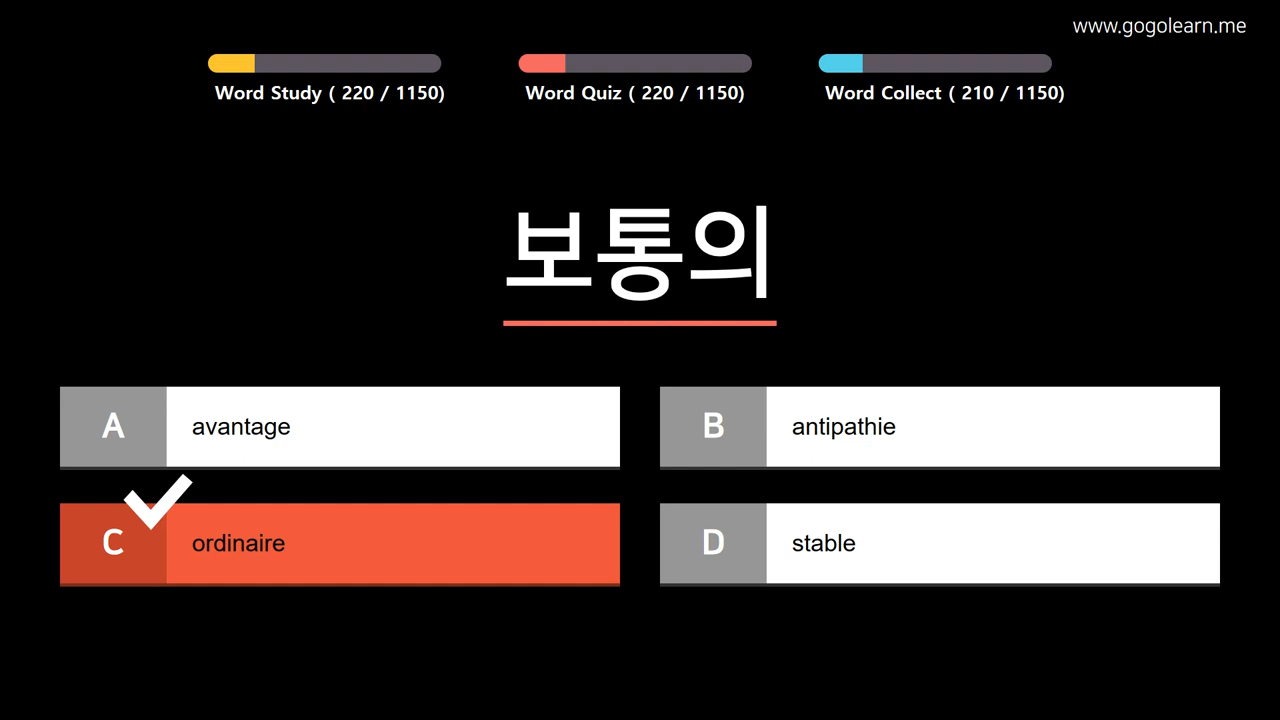 www.gogolearn.me
Word Study ( 220 / 1150)
Word Quiz ( 220 / 1150)
Word Collect ( 210 / 1150)
보통의
A avantage
B antipathie
C ordinaire
D stable